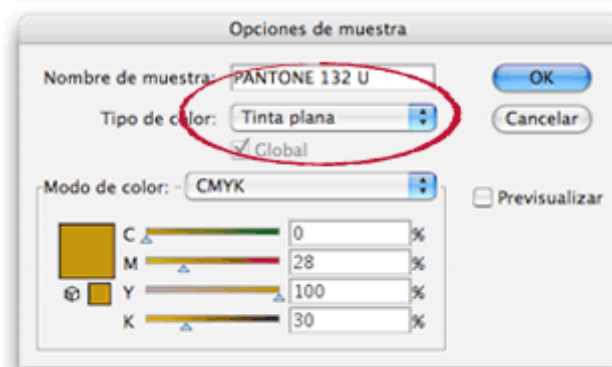 Opciones de muestra
Nombre de muestra: PANTONE 132 U
OK
Tipo de color: Tinta plana
Cancelar
Global
Modo de color: - CMYK
Previsualizar
C 0 %
M 28 %
Y 100 %
K 30 %